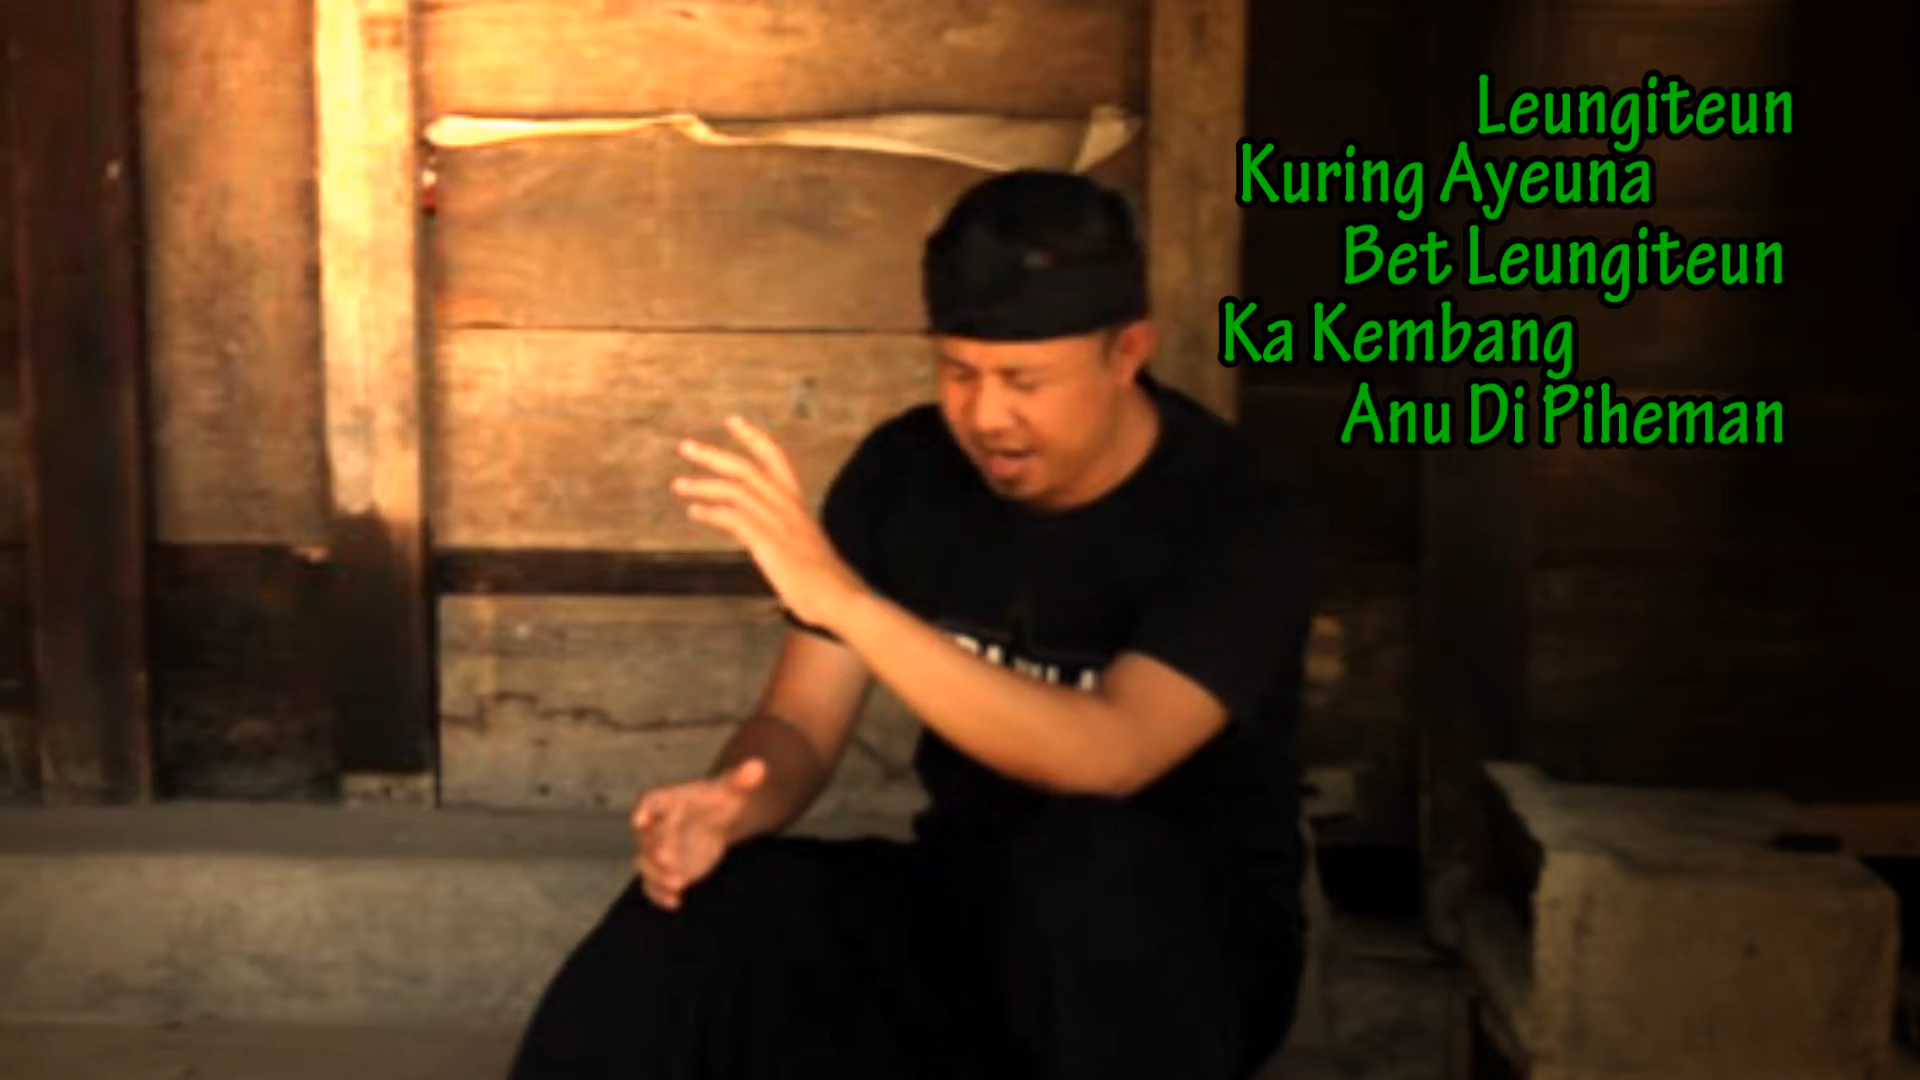 Leungiteun
Kuring Ayeuna
Bet Leungiteun
Ka Kembang
Anu Di Piheman